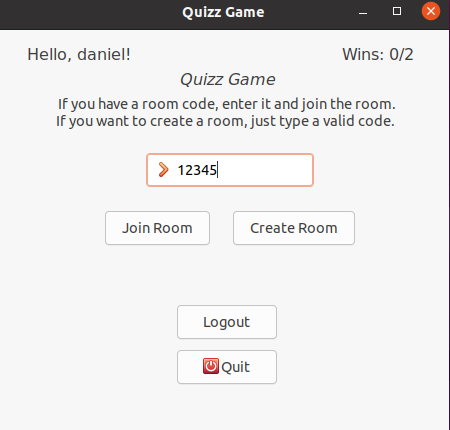 Quizz Game
Hello, daniel!
Wins: 0/2
Quizz Game
If you have a room code, enter it and join the room.
If you want to create a room, just type a valid code.
12345
Join Room
Create Room
Logout
Quit